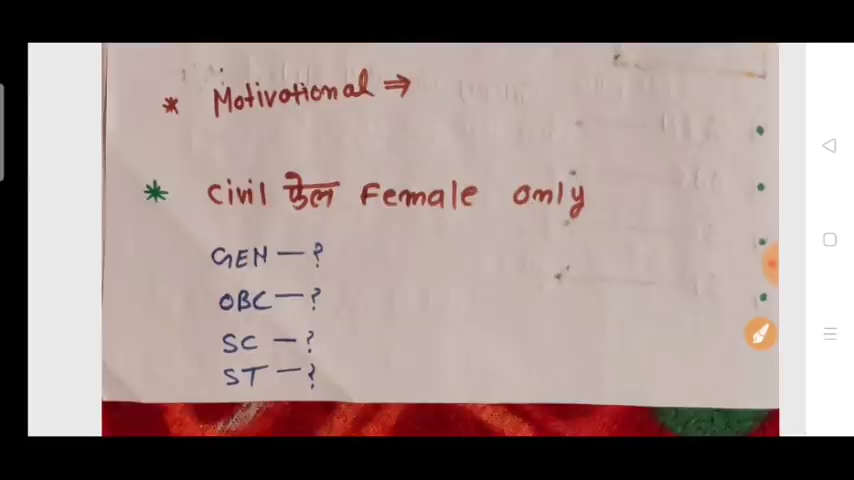 * Motivational ⇒
* Civil फेल Female only
GEN — ?
OBC — ?
SC — ?
ST — ?